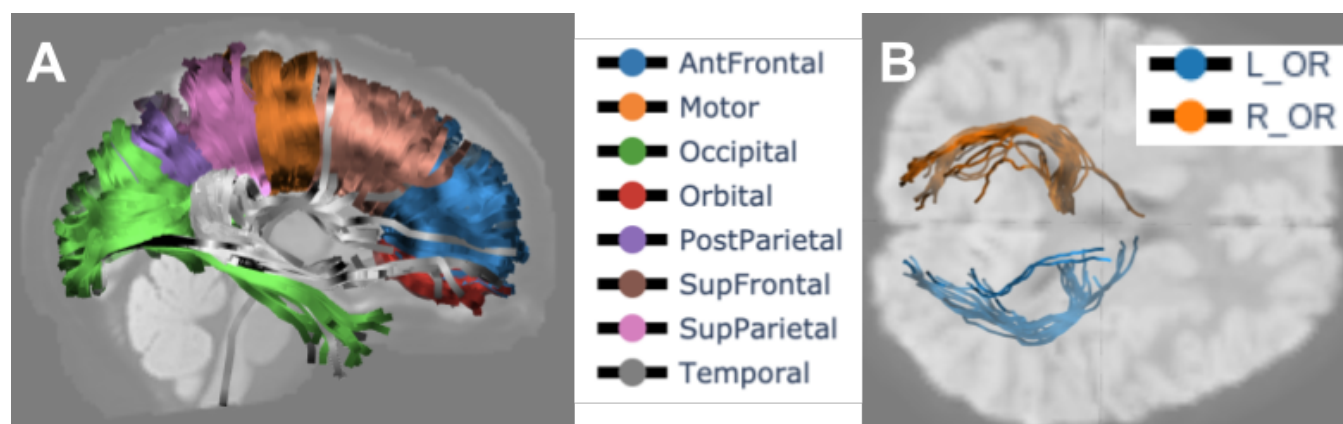 A
AntFrontal
Motor
Occipital
Orbital
PostParietal
SupFrontal
SupParietal
Temporal
B
L_OR
R_OR